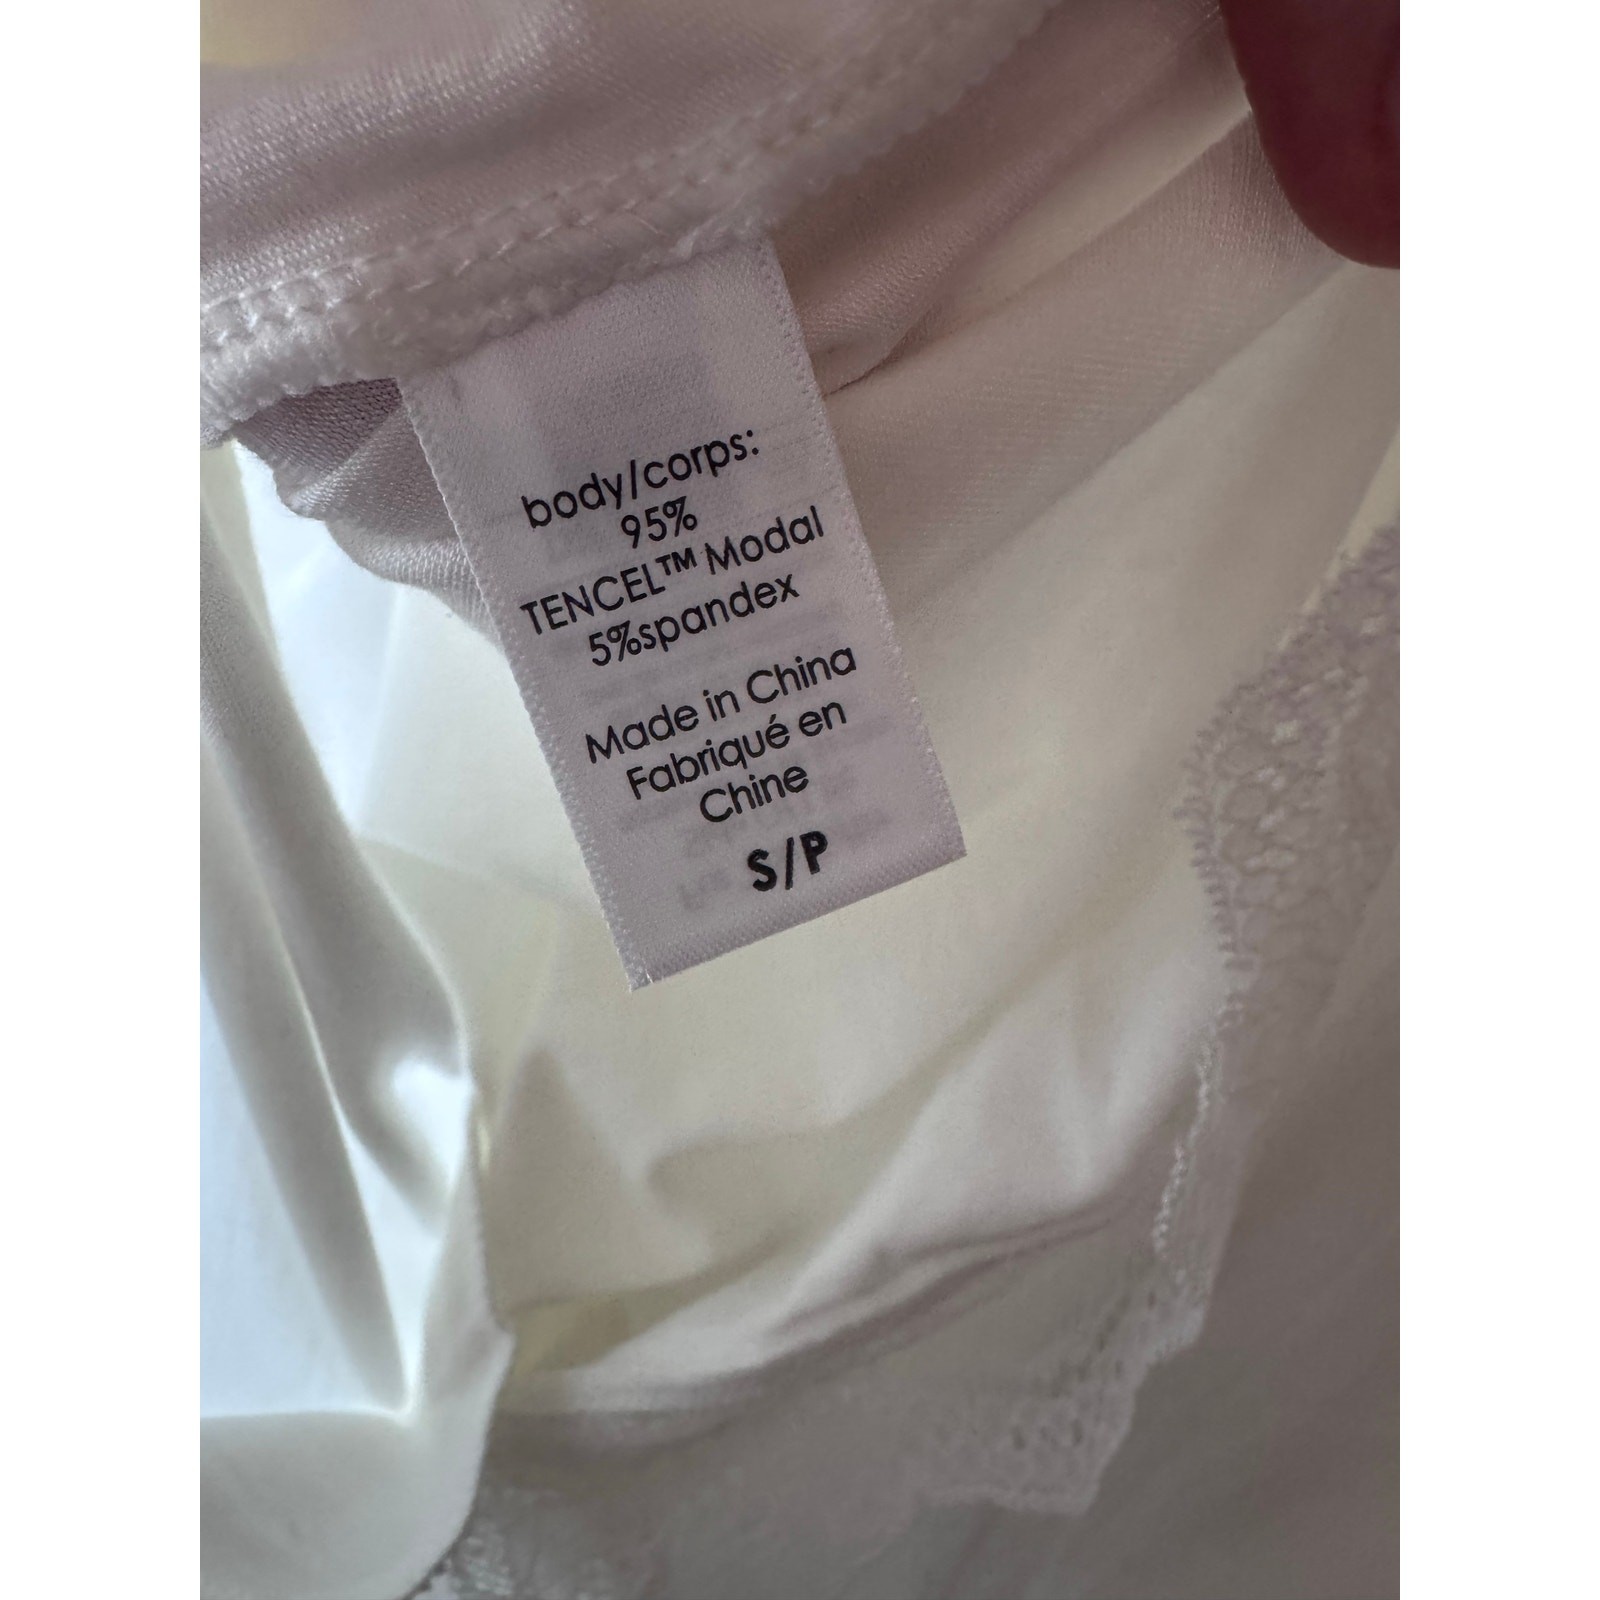 body/corps:
95%
TENCEL™ Modal
5%spandex
Made in China
Fabriqué en
Chine
S/P